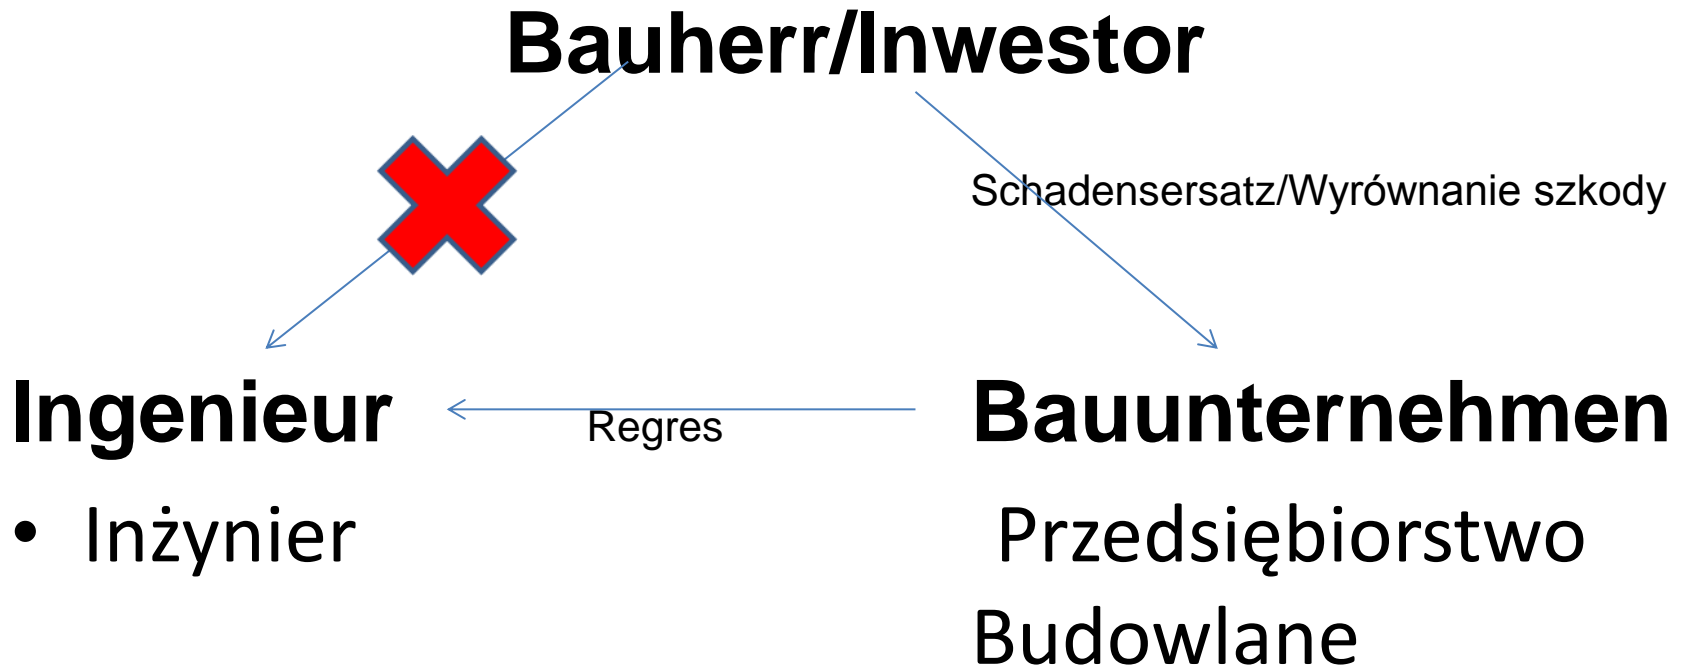 Bauherr/Inwestor
Schadensersatz/Wyrównanie szkody
Ingenieur
Regres
Bauunternehmen
• Inżynier
Przedsiębiorstwo
Budowlane